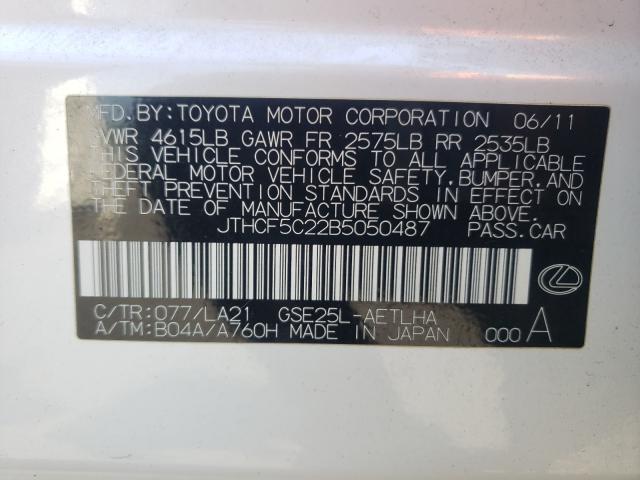 MFD.BY:TOYOTA MOTOR CORPORATION 06/11
GVWR 4615LB GAWR FR 2575LB RR 2535LB
THIS VEHICLE CONFORMS TO ALL APPLICABLE
FEDERAL MOTOR VEHICLE SAFETY,BUMPER,AND
THEFT PREVENTION STANDARDS IN EFFECT ON
THE DATE OF MANUFACTURE SHOWN ABOVE.
JTHCF5C22B5050487 PASS.CAR
C/TR:077/LA21 GSE25L-AETLHA
A/TM:B04A/A760H MADE IN JAPAN 000 A